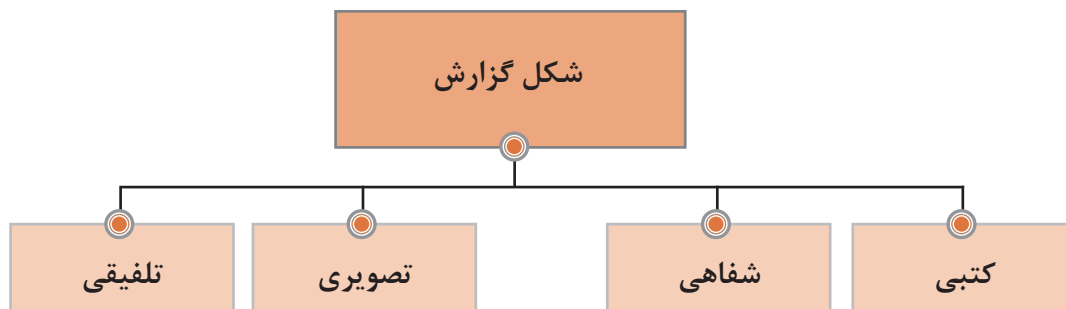 شکل گزارش
کتبی
شفاهی
تصویری
تلفیقی